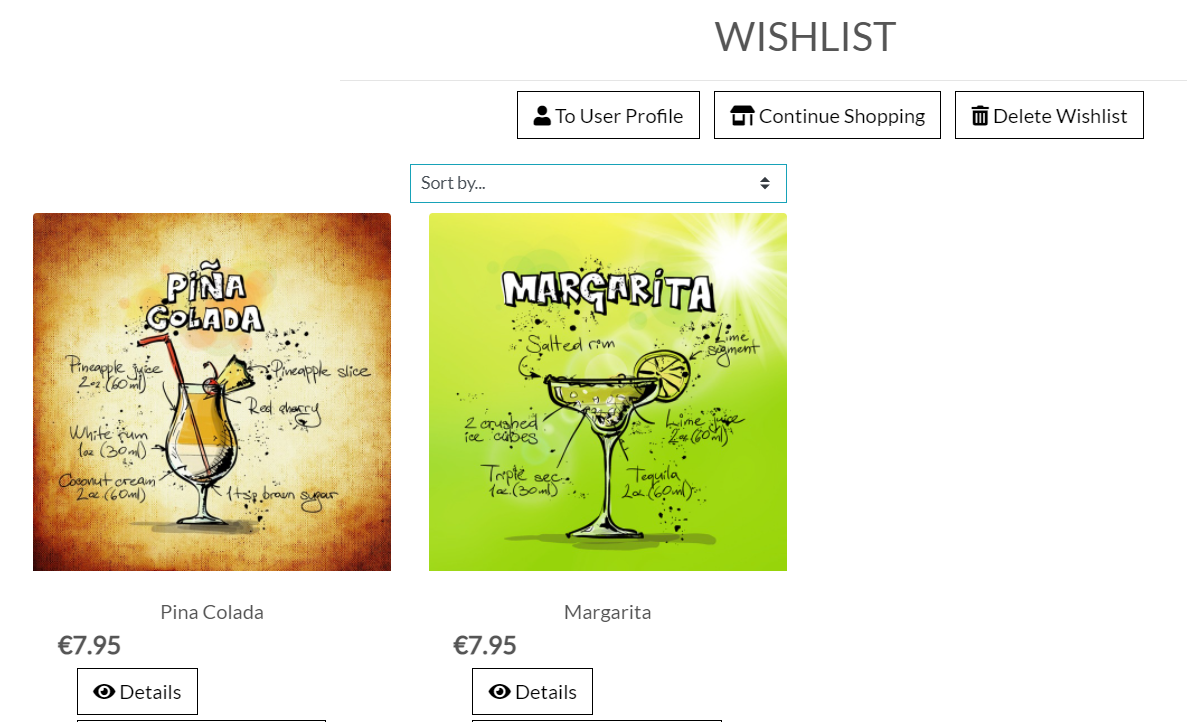 WISHLIST
To User Profile
Continue Shopping
Delete Wishlist
Sort by...
PIÑA
COLADA
Pineapple juice
2oz.(60ml)
Pineapple slice
Red cherry
White rum
1oz (30ml)
Coconut cream
2oz.(60ml)
1tsp brown sugar
MARGARITA
Lime
segment
Salted rim
2 crushed
ice cubes
Lime juice
2oz(60ml)
Triple sec
1oz.(30ml)
Tequila
2oz.(60ml)
Pina Colada
Margarita
€7.95
€7.95
Details
Details